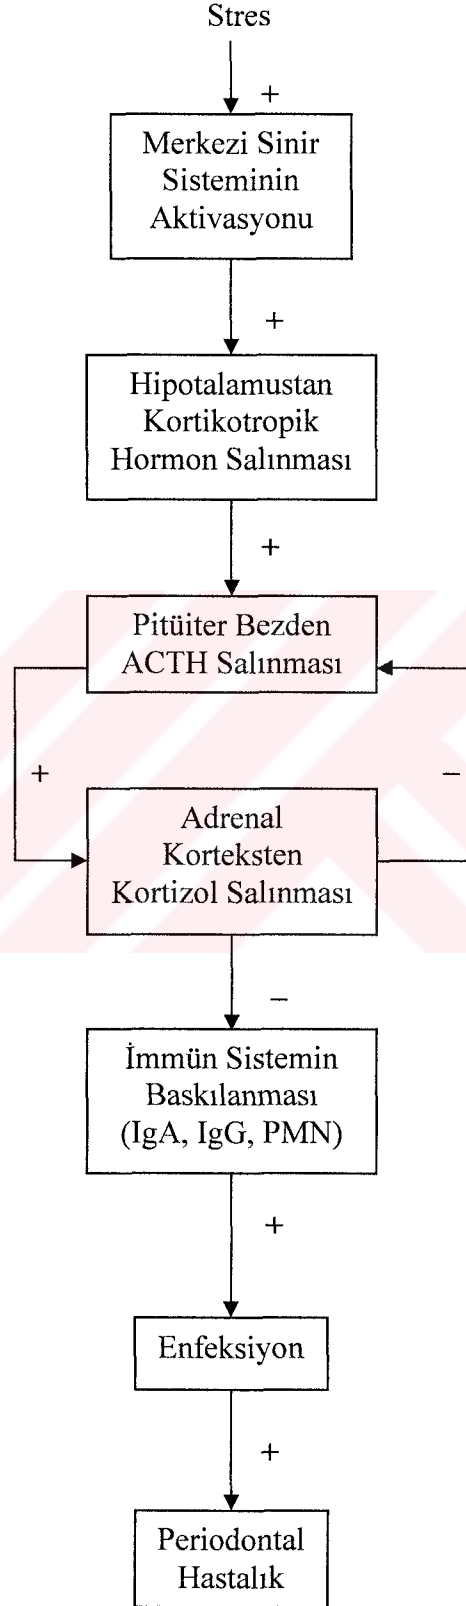 Stres
+
Merkezi Sinir
Sisteminin
Aktivasyonu
+
Hipotalamustan
Kortikotropik
Hormon Salınması
+
Pitüiter Bezden
ACTH Salınması
+
−
Adrenal
Korteksten
Kortizol Salınması
−
İmmün Sistemin
Baskılanması
(IgA, IgG, PMN)
+
Enfeksiyon
+
Periodontal
Hastalık